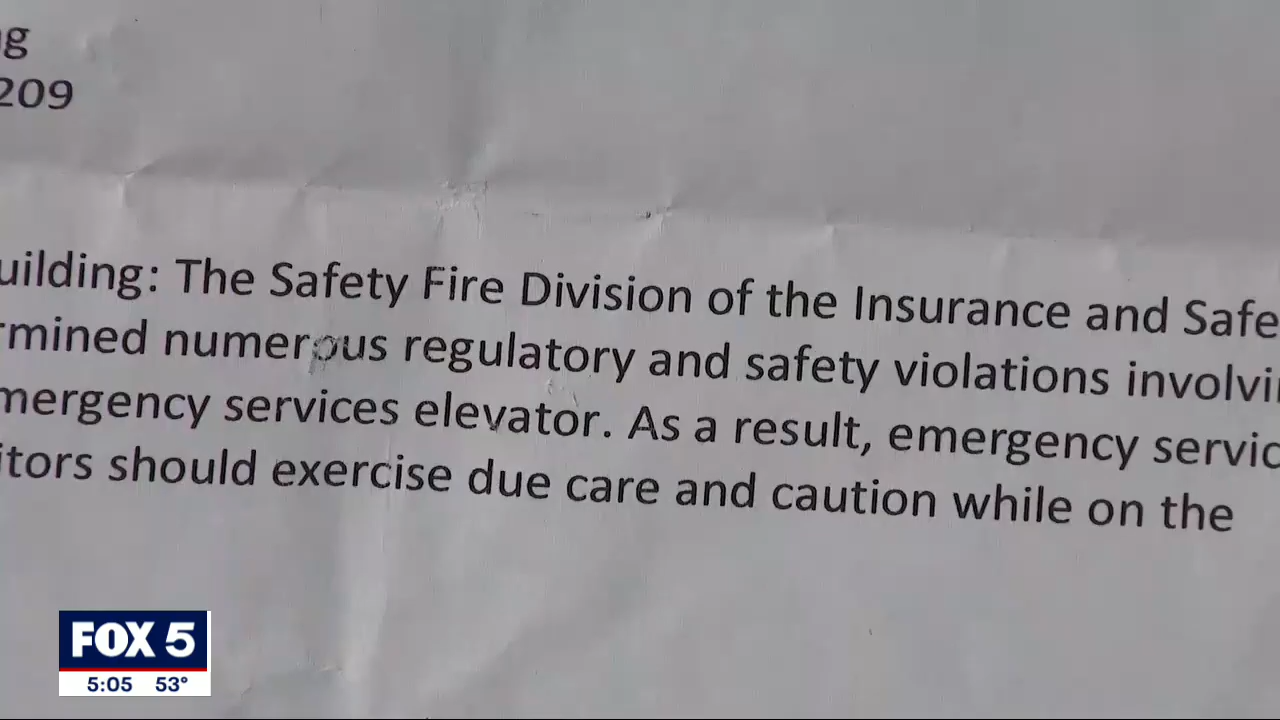 g
209
uilding: The Safety Fire Division of the Insurance and Safe
rmined numerous regulatory and safety violations involvi
mergency services elevator. As a result, emergency servic
itors should exercise due care and caution while on the
FOX 5
5:05 53°